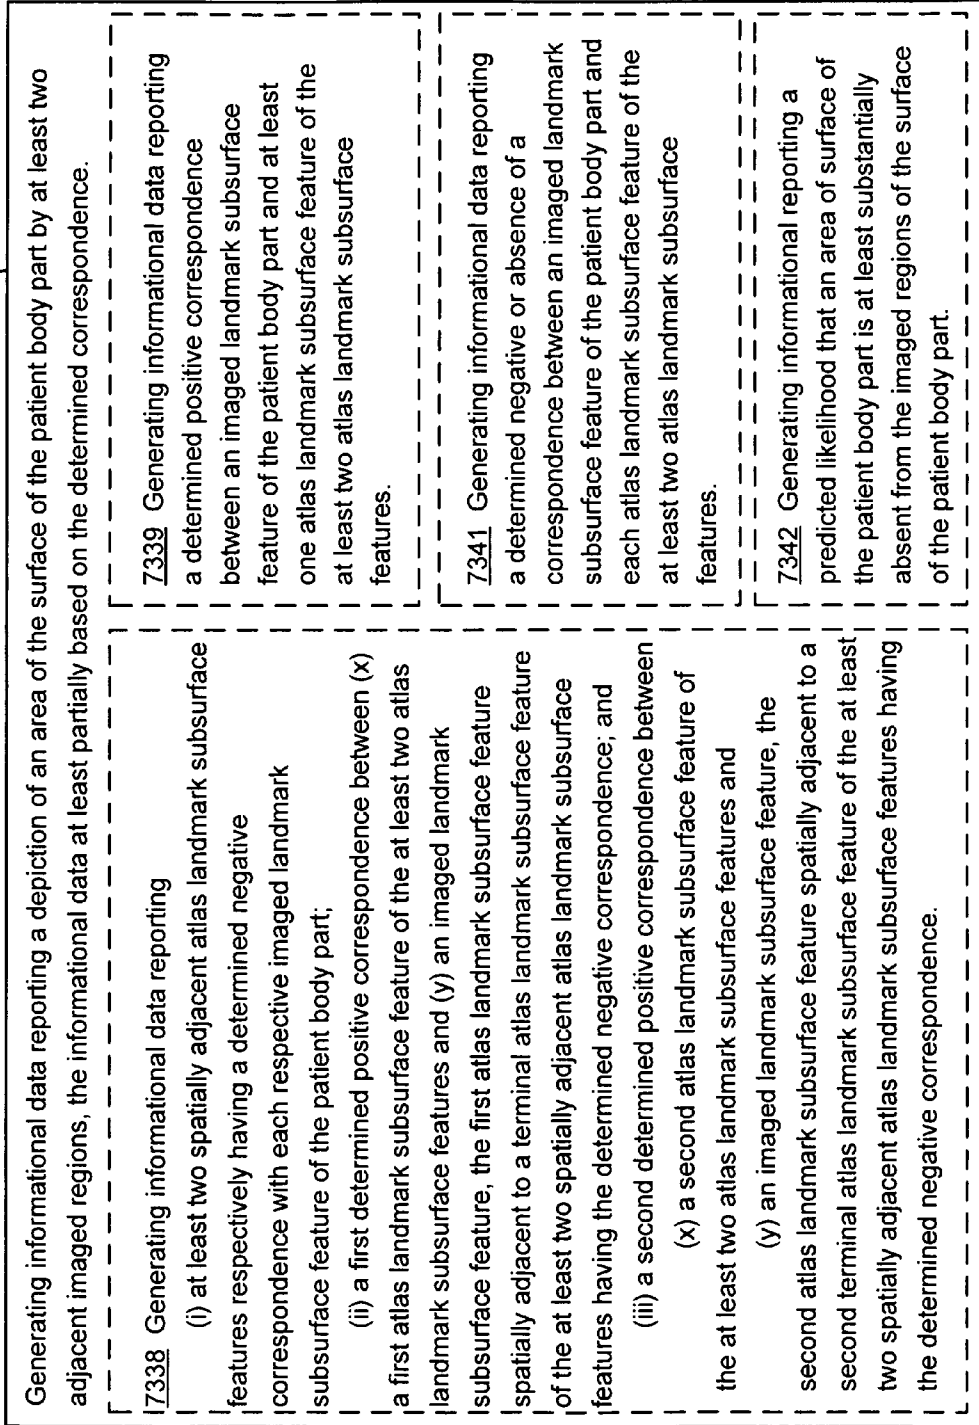 Generating informational data reporting a depiction of an area of the surface of the patient body part by at least two
adjacent imaged regions, the informational data at least partially based on the determined correspondence.
7338 Generating informational data reporting
(i) at least two spatially adjacent atlas landmark subsurface
features respectively having a determined negative
correspondence with each respective imaged landmark
subsurface feature of the patient body part;
(ii) a first determined positive correspondence between (x)
a first atlas landmark subsurface feature of the at least two atlas
landmark subsurface features and (y) an imaged landmark
subsurface feature, the first atlas landmark subsurface feature
spatially adjacent to a terminal atlas landmark subsurface feature
of the at least two spatially adjacent atlas landmark subsurface
features having the determined negative correspondence; and
(iii) a second determined positive correspondence between
(x) a second atlas landmark subsurface feature of
the at least two atlas landmark subsurface features and
(y) an imaged landmark subsurface feature, the
second atlas landmark subsurface feature spatially adjacent to a
second terminal atlas landmark subsurface feature of the at least
two spatially adjacent atlas landmark subsurface features having
the determined negative correspondence.
7339 Generating informational data reporting
a determined positive correspondence
between an imaged landmark subsurface
feature of the patient body part and at least
one atlas landmark subsurface feature of the
at least two atlas landmark subsurface
features.
7341 Generating informational data reporting
a determined negative or absence of a
correspondence between an imaged landmark
subsurface feature of the patient body part and
each atlas landmark subsurface feature of the
at least two atlas landmark subsurface
features.
7342 Generating informational reporting a
predicted likelihood that an area of surface of
the patient body part is at least substantially
absent from the imaged regions of the surface
of the patient body part.